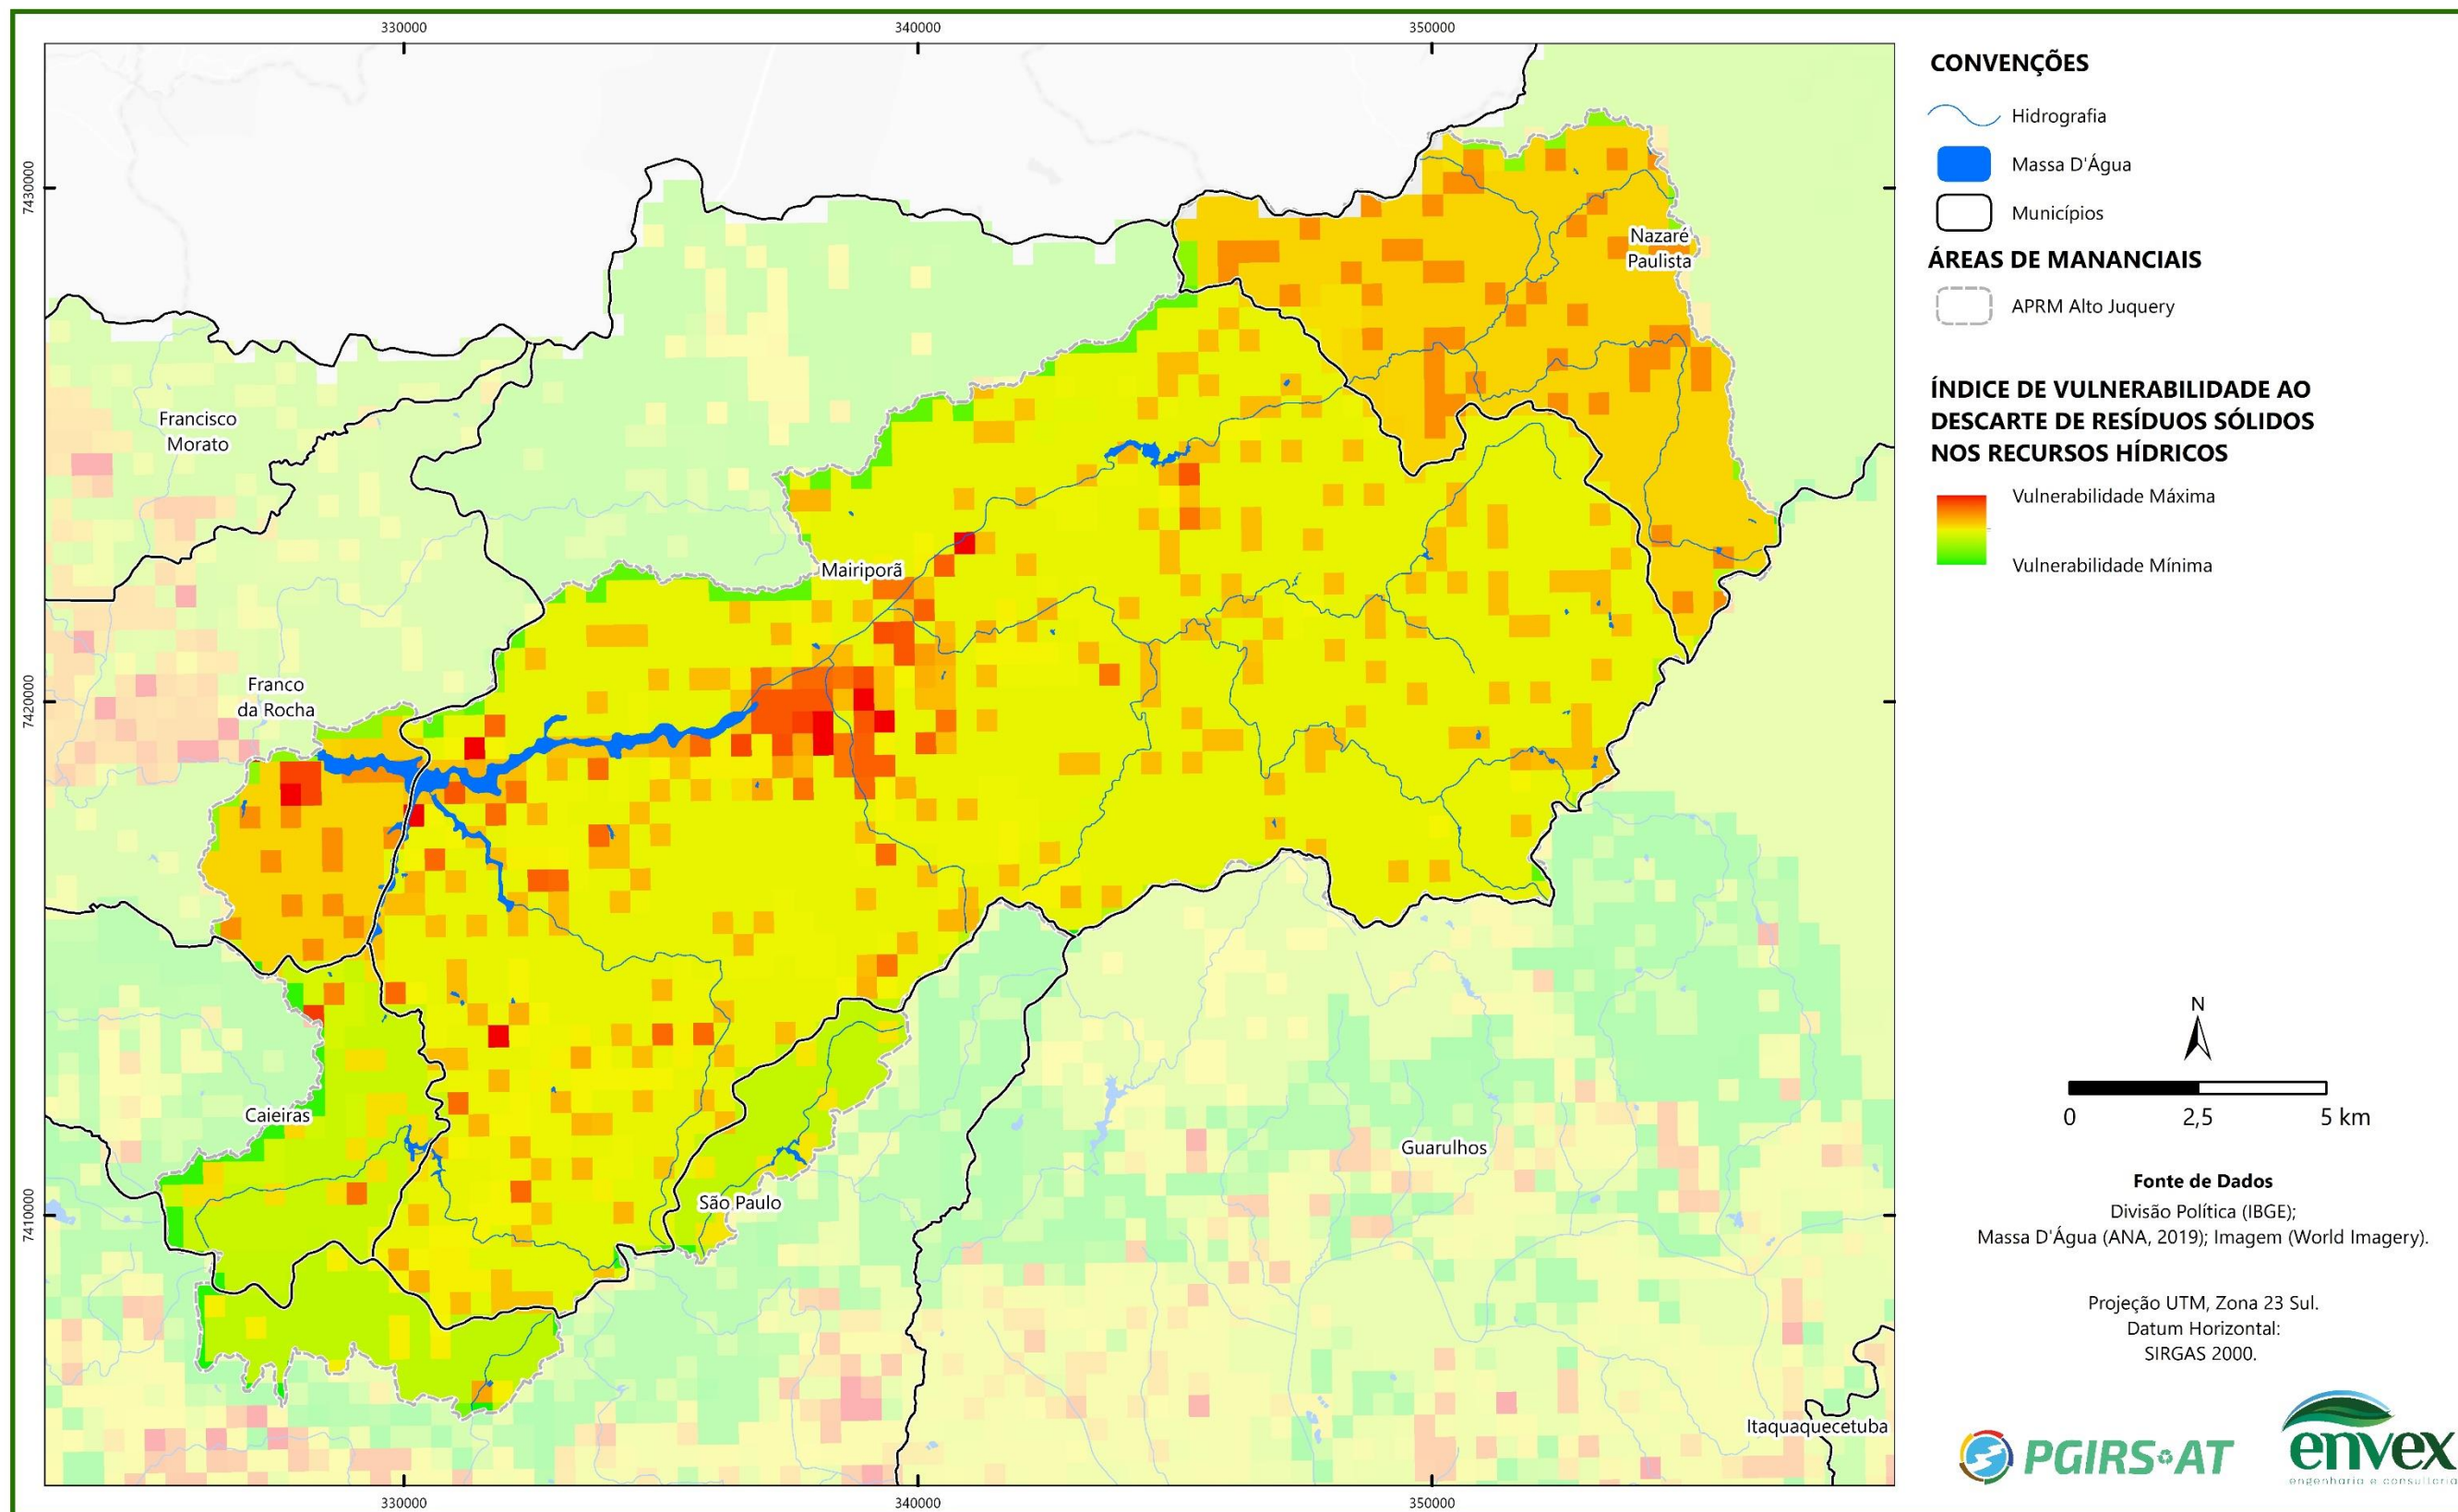 330000
340000
350000
7430000
7420000
7410000
Nazaré
Paulista
Francisco
Morato
Mairiporã
Franco
da Rocha
Caieiras
Guarulhos
São Paulo
Itaquaquecetuba
330000
340000
350000
CONVENÇÕES
Hidrografia
Massa D'Água
Municípios
ÁREAS DE MANANCIAIS
APRM Alto Juquery
ÍNDICE DE VULNERABILIDADE AO
DESCARTE DE RESÍDUOS SÓLIDOS
NOS RECURSOS HÍDRICOS
Vulnerabilidade Máxima
Vulnerabilidade Mínima
N
0 2,5 5 km
Fonte de Dados
Divisão Política (IBGE);
Massa D'Água (ANA, 2019); Imagem (World Imagery).
Projeção UTM, Zona 23 Sul.
Datum Horizontal:
SIRGAS 2000.
PGIRS AT
envex
engenharia e consultoria